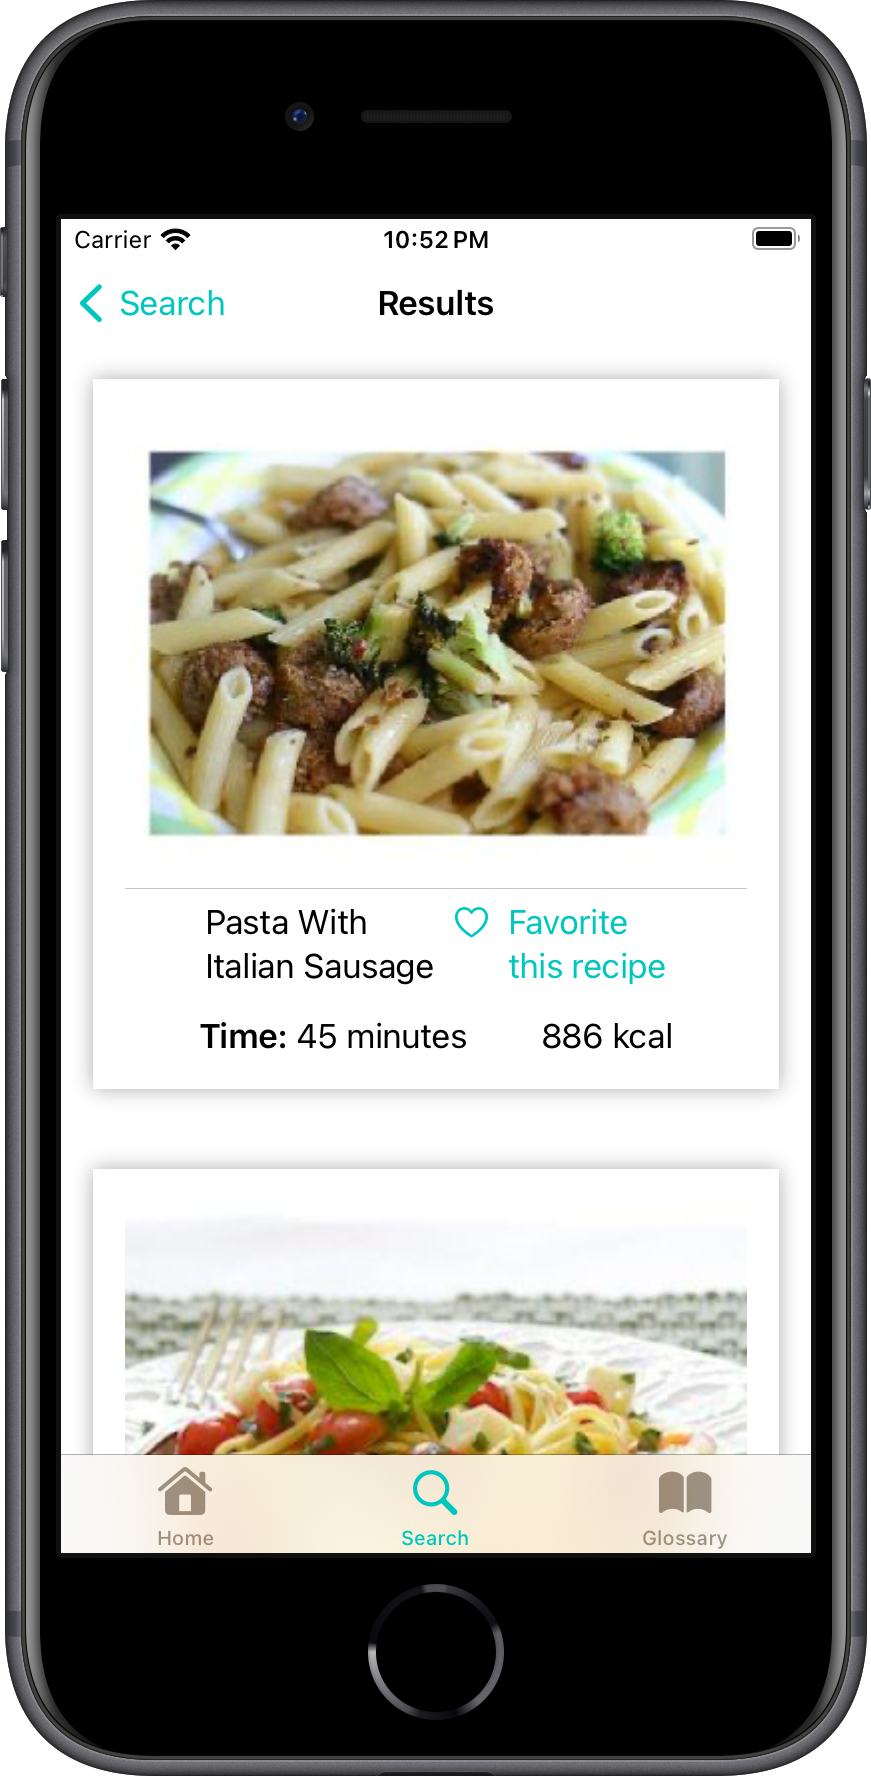 Carrier 10:52 PM
Search Results
Pasta With
Italian Sausage
Favorite
this recipe
Time: 45 minutes 886 kcal
Home Search Glossary